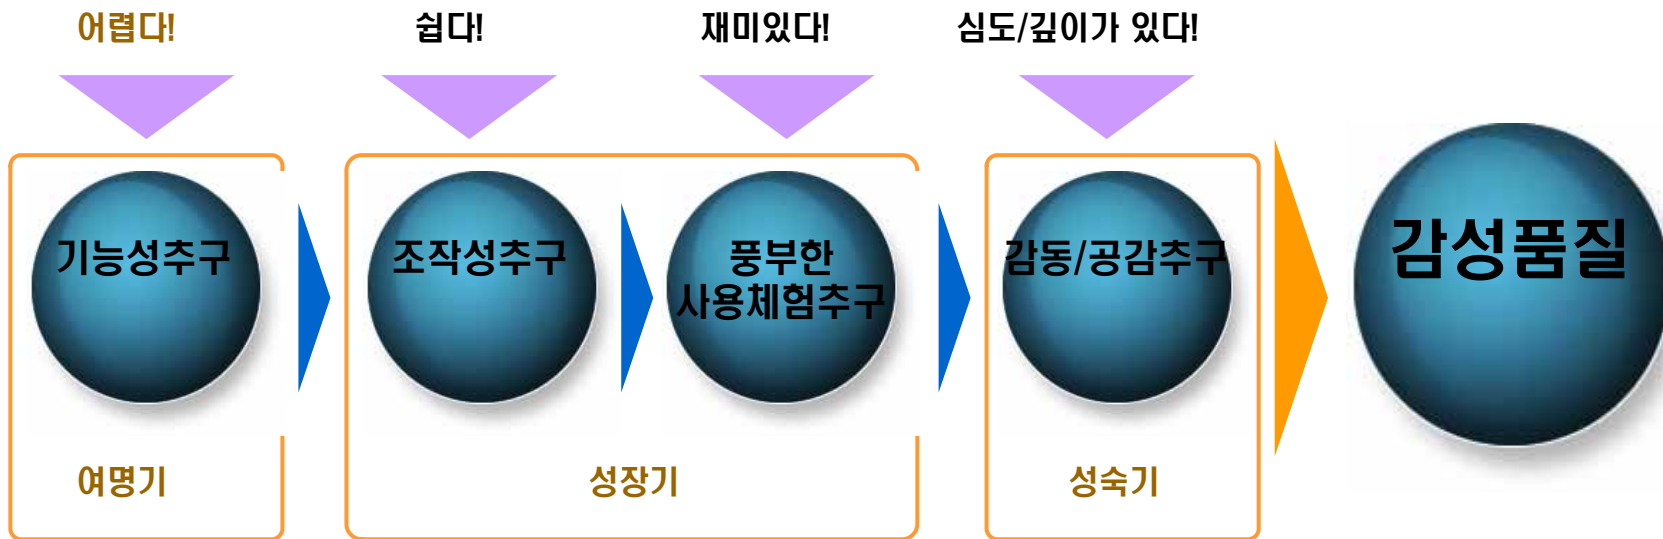 어렵다!
쉽다!
재미있다!
심도/깊이가 있다!
기능성추구
조작성추구
풍부한
사용체험추구
감동/공감추구
감성품질
여명기
성장기
성숙기